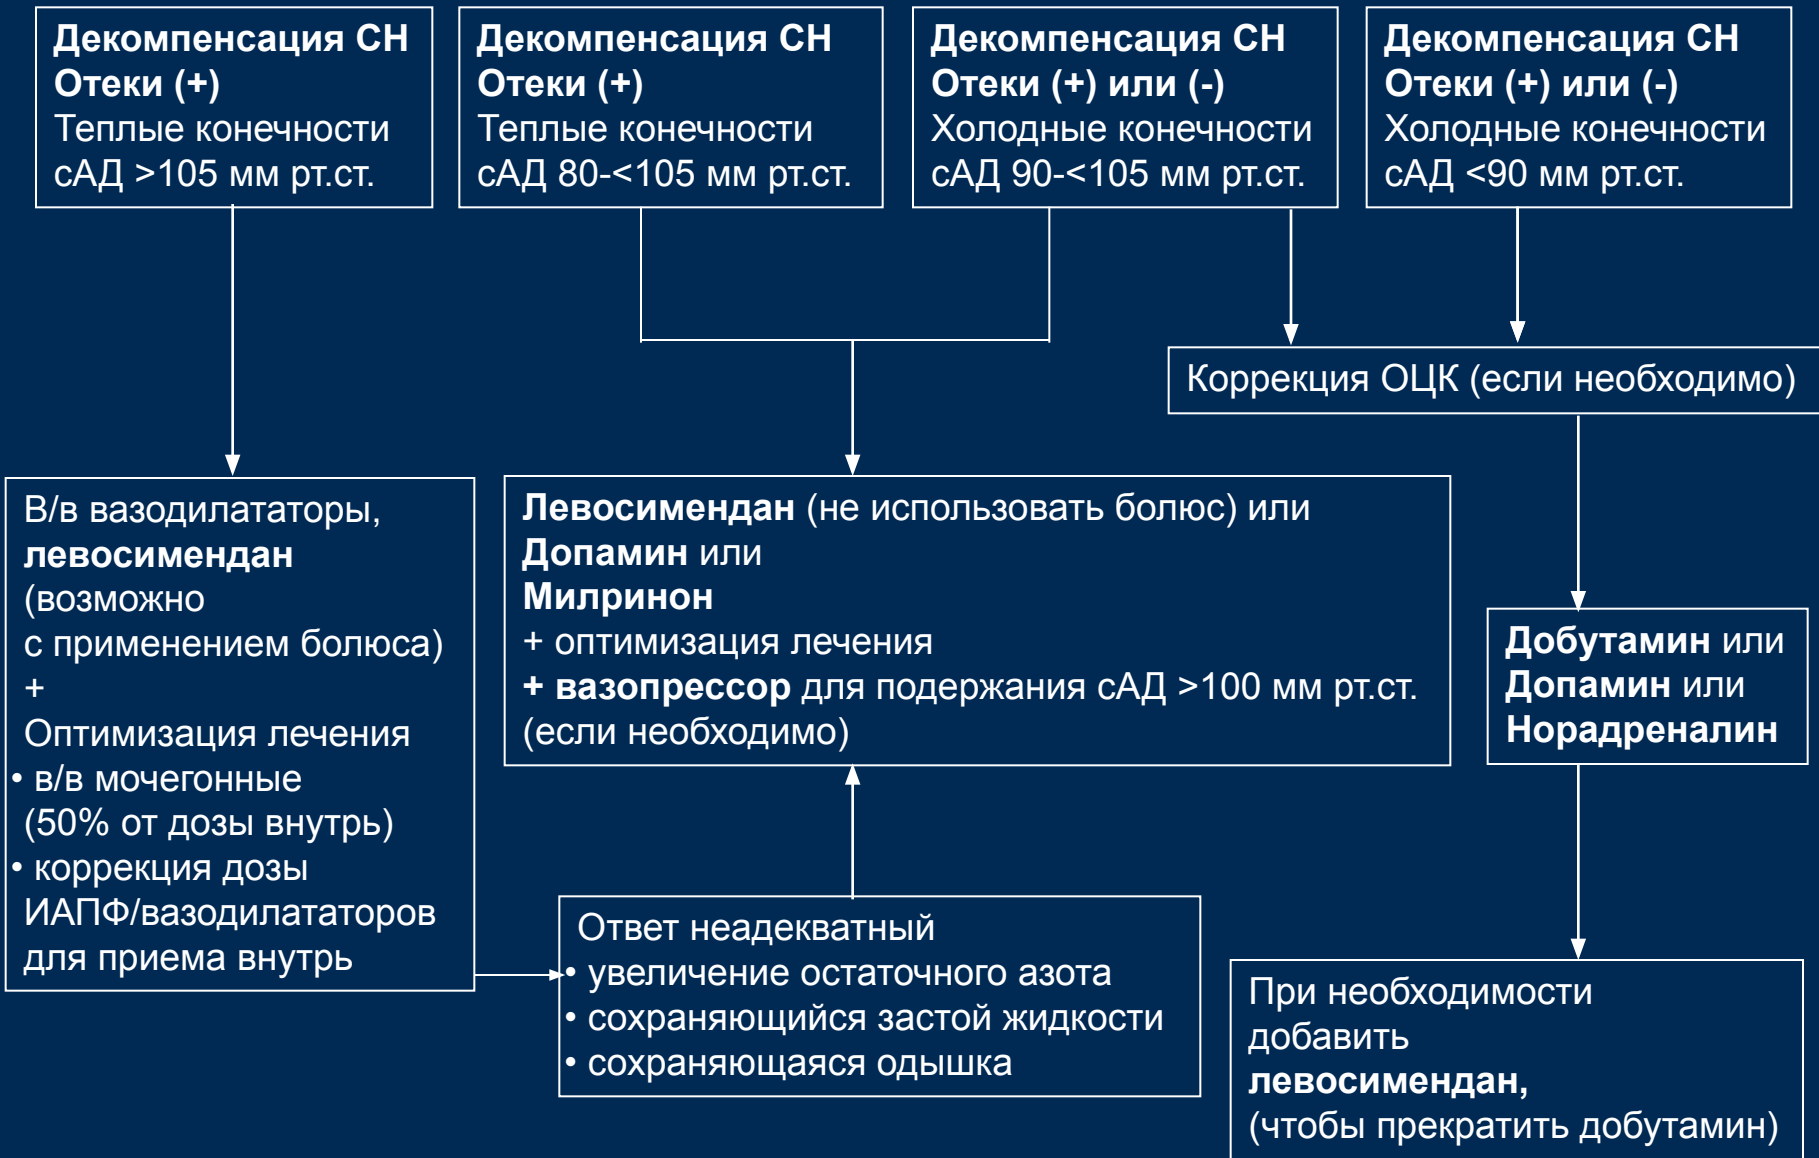 Декомпенсация СН
Отеки (+)
Теплые конечности
сАД >105 мм рт.ст.
Декомпенсация СН
Отеки (+)
Теплые конечности
сАД 80-<105 мм рт.ст.
Декомпенсация СН
Отеки (+) или (-)
Холодные конечности
сАД 90-<105 мм рт.ст.
Декомпенсация СН
Отеки (+) или (-)
Холодные конечности
сАД <90 мм рт.ст.
Коррекция ОЦК (если необходимо)
В/в вазодилататоры,
левосимендан
(возможно
с применением болюса)
+
Оптимизация лечения
• в/в мочегонные
(50% от дозы внутрь)
• коррекция дозы
ИАПФ/вазодилататоров
для приема внутрь
Левосимендан (не использовать болюс) или
Допамин или
Милринон
+ оптимизация лечения
+ вазопрессор для подержания сАД >100 мм рт.ст.
(если необходимо)
Добутамин или
Допамин или
Норадреналин
Ответ неадекватный
• увеличение остаточного азота
• сохраняющийся застой жидкости
• сохраняющаяся одышка
При необходимости
добавить
левосимендан,
(чтобы прекратить добутамин)